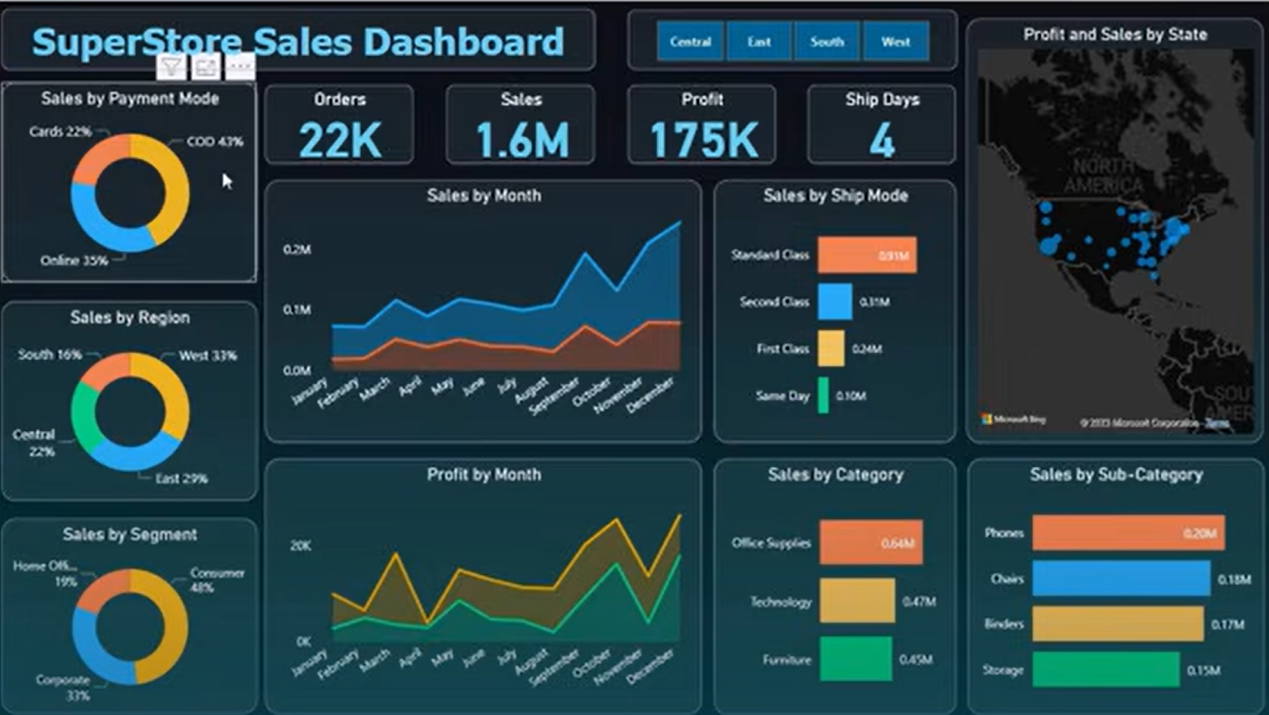 SuperStore Sales Dashboard
Central
East
South
West
Sales by Payment Mode
Cards 22%
COD 43%
Online 35%
Orders
22K
Sales
1.6M
Profit
175K
Ship Days
4
Profit and Sales by State
NORTH
AMERICA
SOU
AMER
Microsoft Bing
© 2023 Microsoft Corporation
Terms
Sales by Month
0.2M
0.1M
0.0M
January
February
March
April
May
June
July
August
September
October
November
December
Sales by Ship Mode
Standard Class
0.91M
Second Class
0.31M
First Class
0.24M
Same Day
0.10M
Sales by Region
South 16%
West 33%
Central
22%
East 29%
Sales by Segment
Home Offi...
19%
Consumer
48%
Corporate
33%
Profit by Month
20K
0K
January
February
March
April
May
June
July
August
September
October
November
December
Sales by Category
Office Supplies
0.64M
Technology
0.47M
Furniture
0.45M
Sales by Sub-Category
Phones
0.20M
Chairs
0.18M
Binders
0.17M
Storage
0.15M